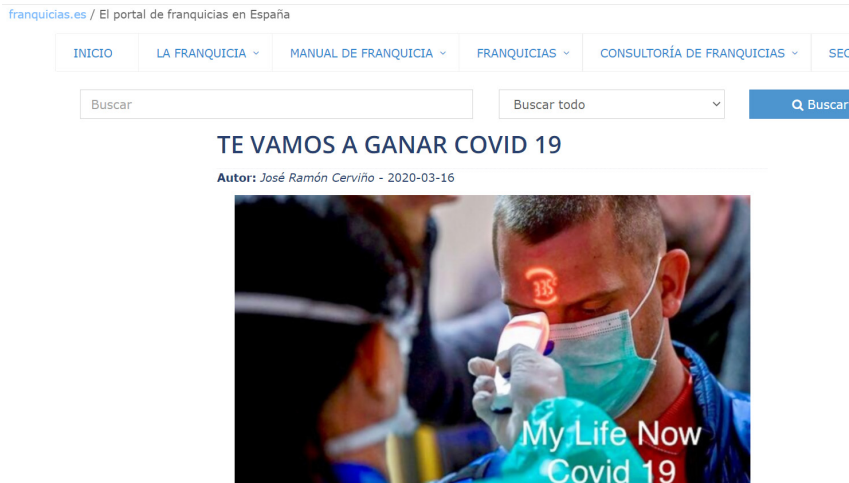 franquicias.es / El portal de franquicias en España
INICIO LA FRANQUICIA MANUAL DE FRANQUICIA FRANQUICIAS CONSULTORÍA DE FRANQUICIAS SEC
Buscar Buscar todo Buscar
TE VAMOS A GANAR COVID 19
Autor: José Ramón Cerviño - 2020-03-16
335
My Life Now
Covid 19